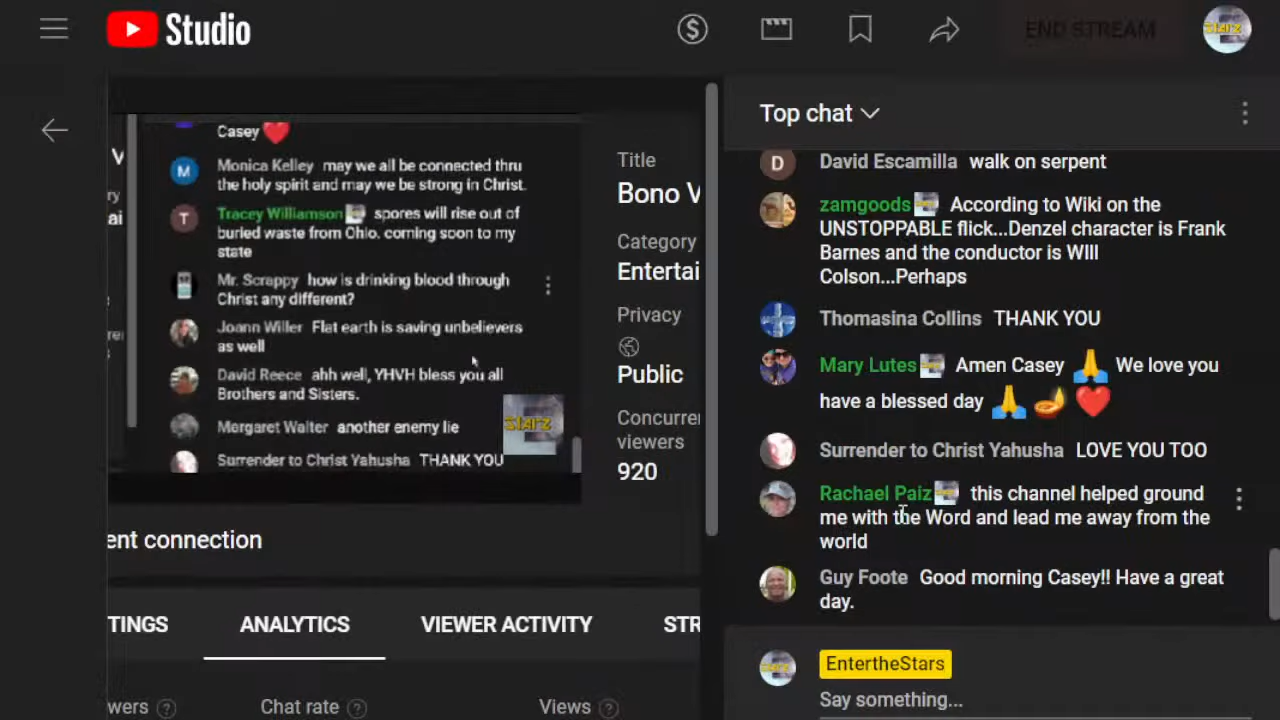 Studio
$
END STREAM
Starz
Casey
Monica Kelley may we all be connected thru
the holy spirit and may we be strong in Christ.
T Tracey Williamson spores will rise out of
buried waste from Ohio. coming soon to my
state
Mr. Scrappy how is drinking blood through
Christ any different?
Joann Willer Flat earth is saving unbelievers
as well
David Reece ahh well, YHVH bless you all
Brothers and Sisters.
Margaret Walter another enemy lie
Surrender to Christ Yahusha THANK YOU
Starz
ent connection
TINGS
ANALYTICS
VIEWER ACTIVITY
STR
wers ?
Chat rate ?
Views ?
Title
Bono V
Category
Entertai
Privacy
Public
Concurre
viewers
920
Top chat
D David Escamilla walk on serpent
zamgoods According to Wiki on the
UNSTOPPABLE flick...Denzel character is Frank
Barnes and the conductor is WIll
Colson...Perhaps
Thomasina Collins THANK YOU
Mary Lutes Amen Casey 🙏 We love you
have a blessed day 🙏 🪔 ❤️
Surrender to Christ Yahusha LOVE YOU TOO
Rachael Paiz this channel helped ground
me with the Word and lead me away from the
world
Guy Foote Good morning Casey!! Have a great
day.
EntertheStars
Say something...